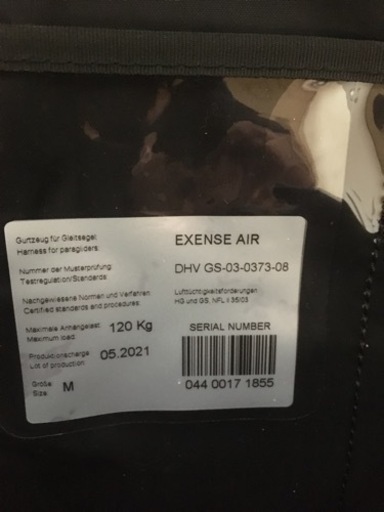 Gurtzeug für Gleitsegel
Harness for paragliders
EXENSE AIR
Nummer der Musterprüfung
Testregulation/Standards
DHV GS-03-0373-08
Nachgewiesene Normen und Verfahren
Certified standards and procedures
Lufttüchtigkeitsforderungen
HG und GS, NFL II 35/03
Maximale Anhängelast
Maximum load
120 Kg
SERIAL NUMBER
Produktionscharge
Lot of production
05.2021
Größe
Size
M
044 0017 1855